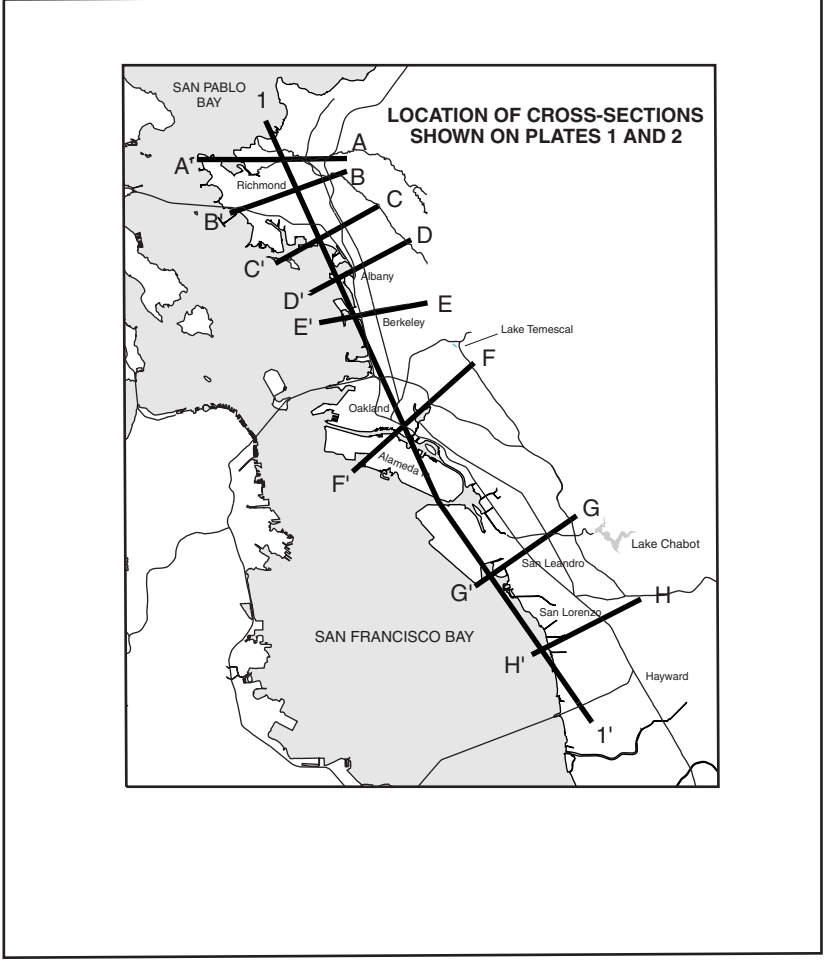 SAN PABLO
BAY
1
LOCATION OF CROSS-SECTIONS
SHOWN ON PLATES 1 AND 2
A
A'
B
Richmond
C
B'
D
C'
Albany
D'
E
E'
Berkeley
Lake Temescal
F
Oakland
Alameda
F'
G
Lake Chabot
San Leandro
G'
H
San Lorenzo
SAN FRANCISCO BAY
H'
Hayward
1'